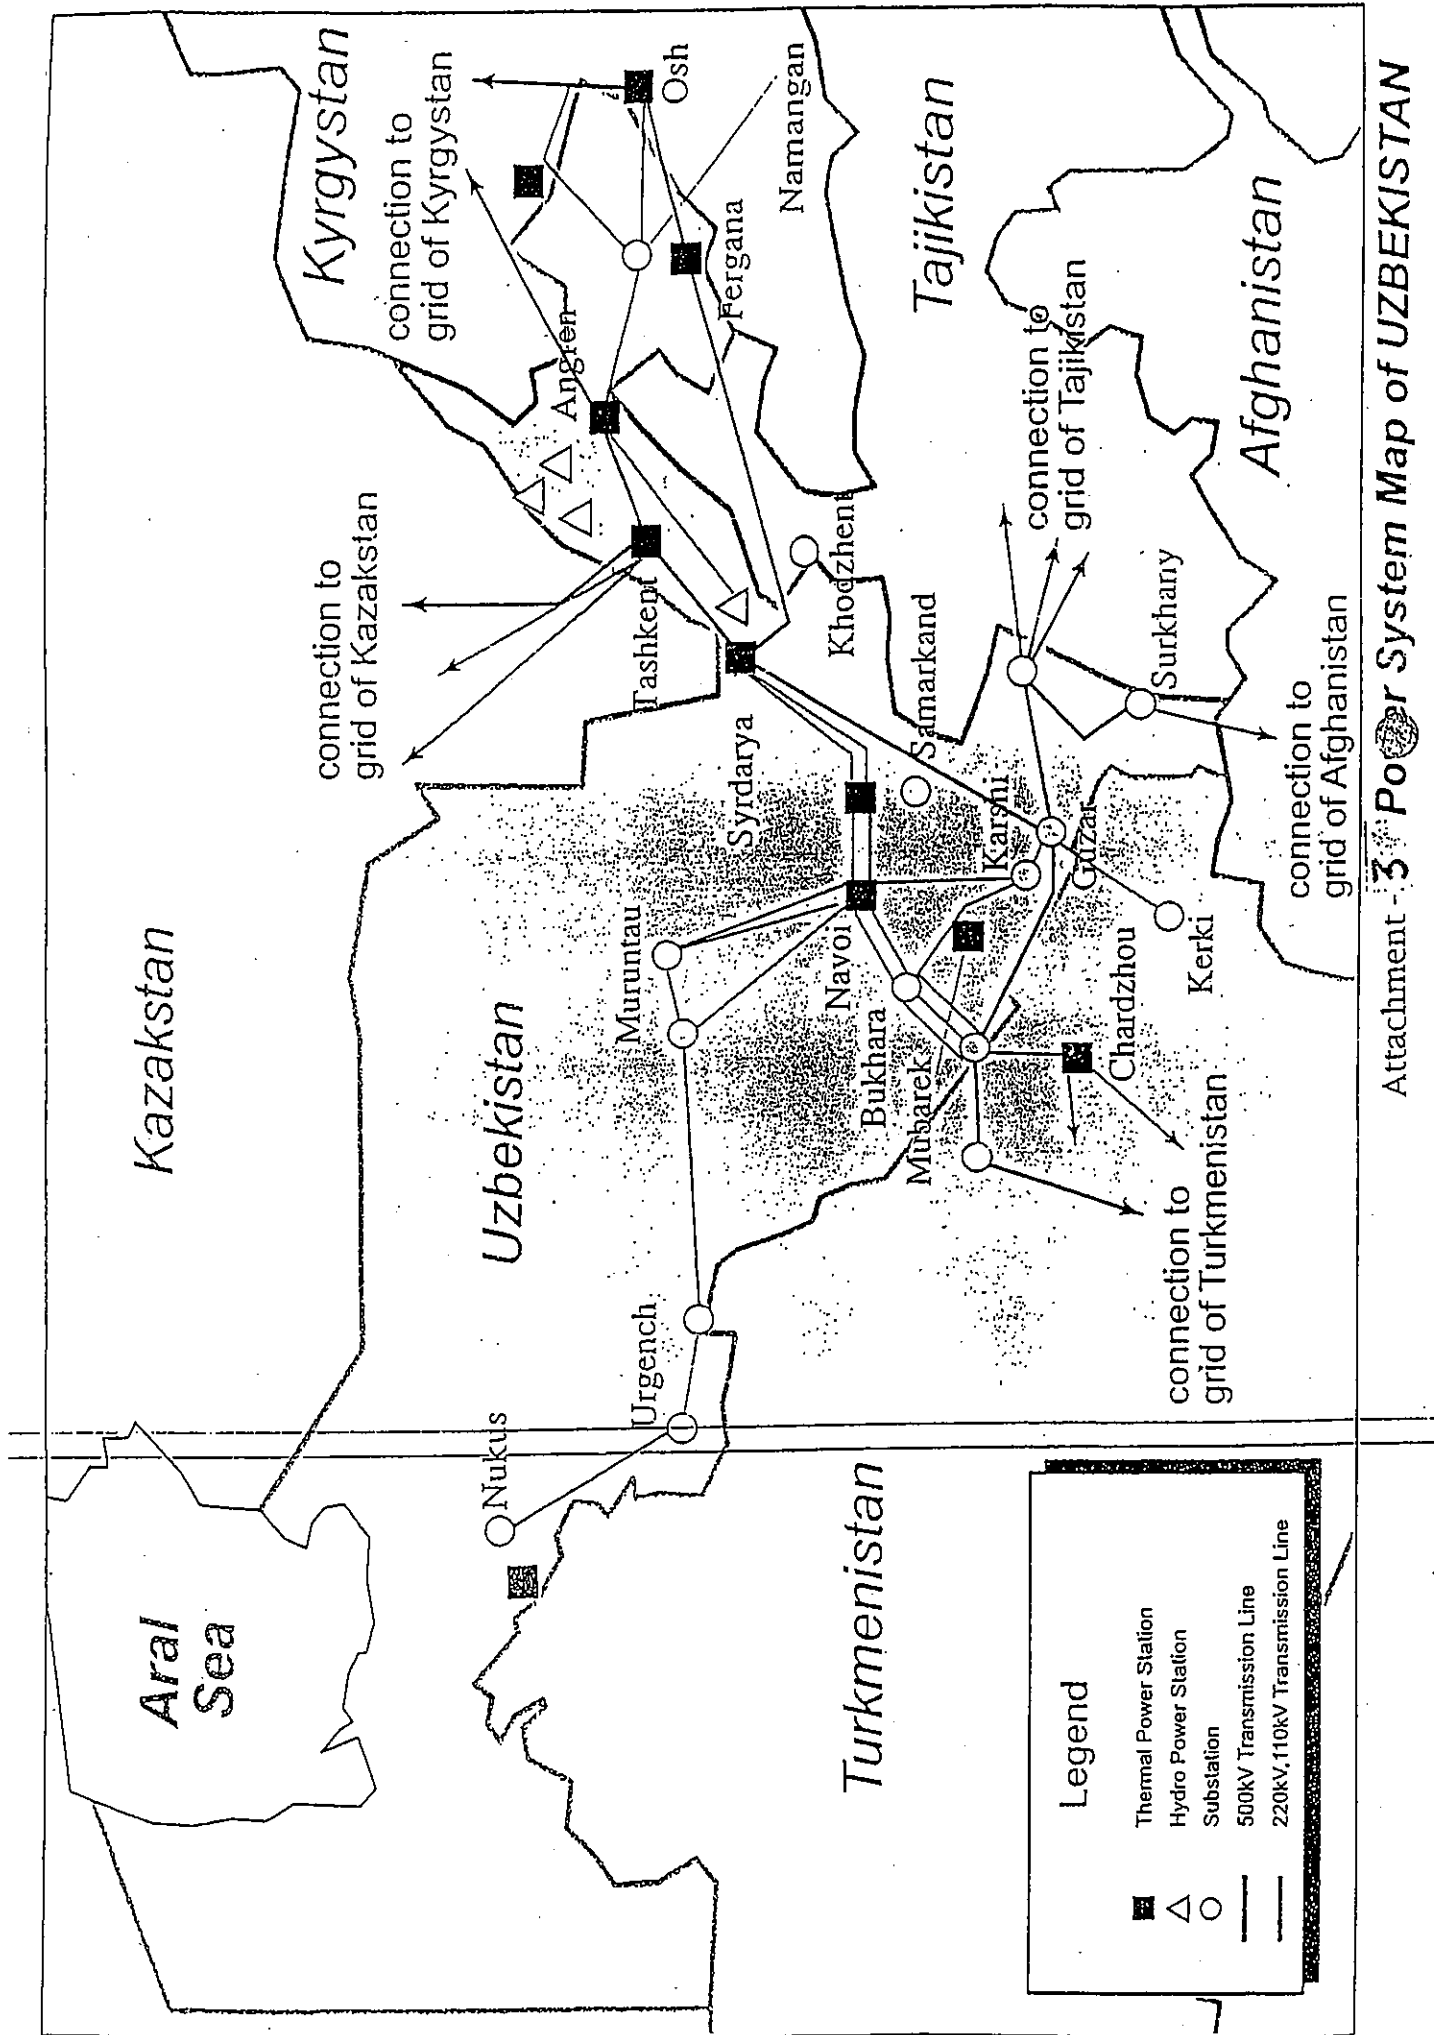 Kazakstan
Kyrgystan
connection to
grid of Kyrgystan
connection to
grid of Kazakstan
Aral
Sea
Uzbekistan
Nukus
Urgench
Muruntau
Tashkent
Angren
Osh
Namangan
Fergana
Syrdarya
Khodzhent
Navoi
Bukhara
Mubarek
Samarkand
Karshi
Guzar
Tajikistan
connection to
grid of Tajikistan
Turkmenistan
Chardzhou
Kerki
Surkhany
connection to
grid of Turkmenistan
connection to
grid of Afghanistan
Afghanistan
Legend
Thermal Power Station
Hydro Power Station
Substation
500kV Transmission Line
220kV,110kV Transmission Line
Attachment - 3 Power System Map of UZBEKISTAN